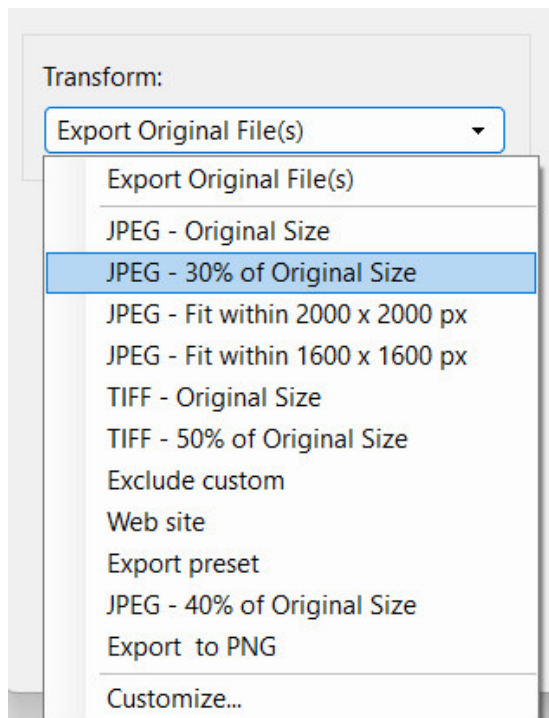 Transform:
Export Original File(s)
Export Original File(s)
JPEG - Original Size
JPEG - 30% of Original Size
JPEG - Fit within 2000 x 2000 px
JPEG - Fit within 1600 x 1600 px
TIFF - Original Size
TIFF - 50% of Original Size
Exclude custom
Web site
Export preset
JPEG - 40% of Original Size
Export  to PNG
Customize...